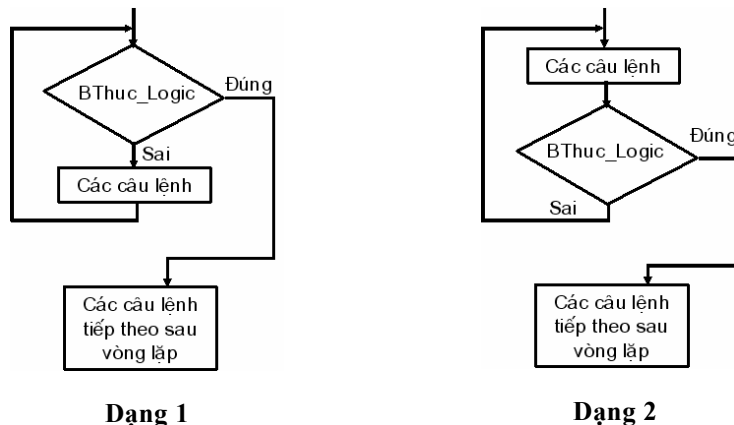 BThuc_Logic
Đúng
Sai
Các câu lệnh
Các câu lệnh
tiếp theo sau
vòng lặp
Dạng 1
Các câu lệnh
BThuc_Logic
Đúng
Sai
Các câu lệnh
tiếp theo sau
vòng lặp
Dạng 2